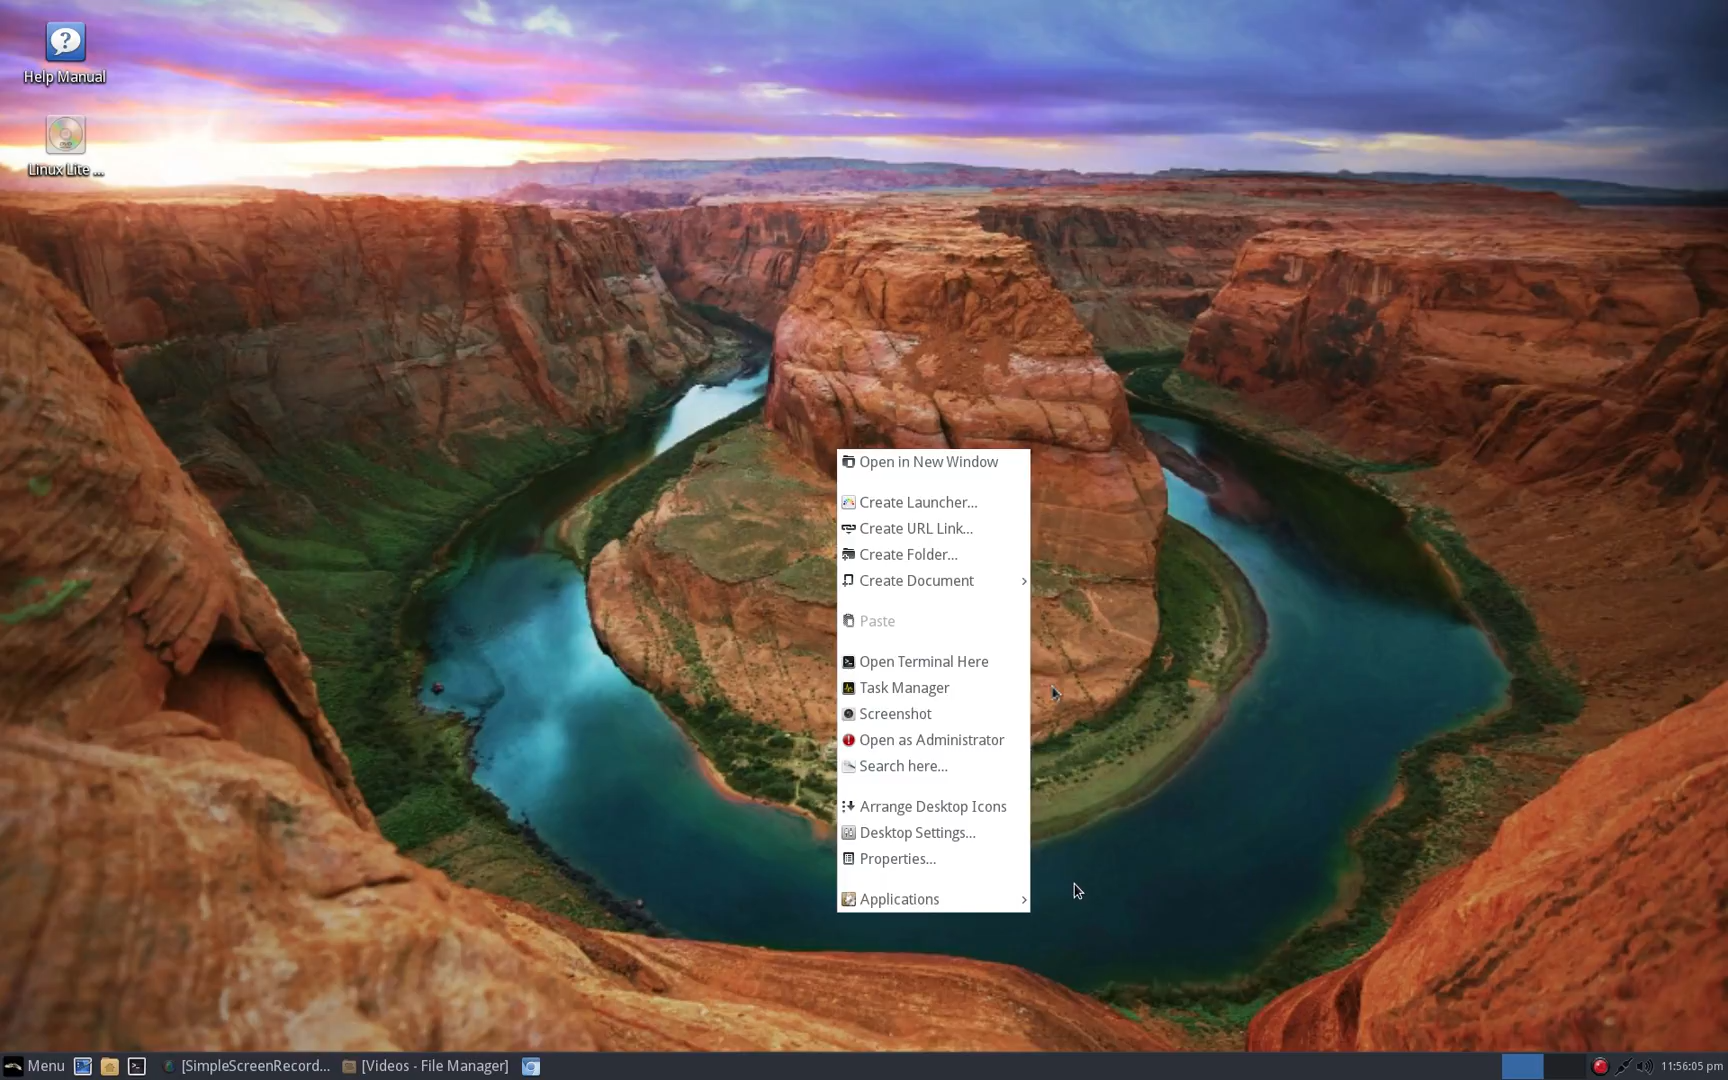 Help Manual
Linux Lite ...
Open in New Window
Create Launcher...
Create URL Link...
Create Folder...
Create Document
Paste
Open Terminal Here
Task Manager
Screenshot
Open as Administrator
Search here...
Arrange Desktop Icons
Desktop Settings...
Properties...
Applications
Menu [SimpleScreenRecord... [Videos - File Manager] 11:56:05 pm